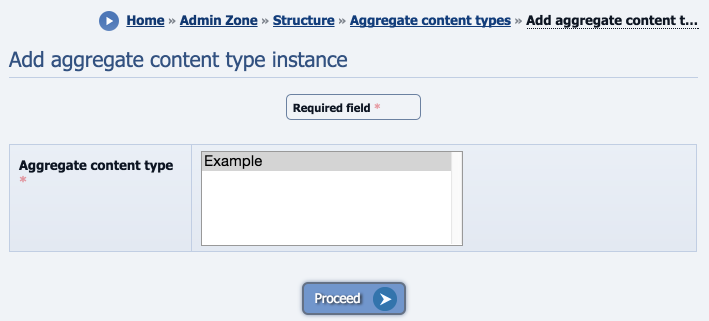 Home » Admin Zone » Structure » Aggregate content types » Add aggregate content t...
Add aggregate content type instance
Required field *
Aggregate content type
*
Example
Proceed